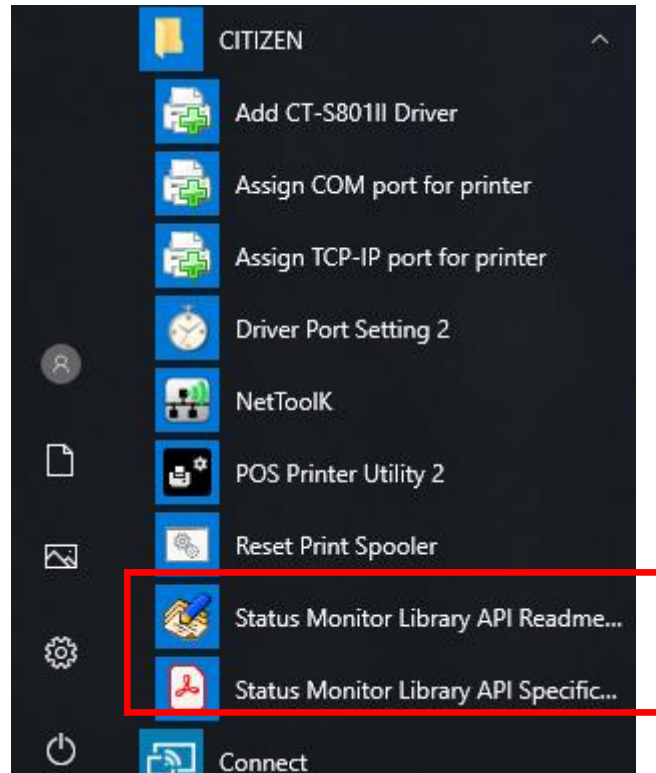 CITIZEN
Add CT-S801II Driver
Assign COM port for printer
Assign TCP-IP port for printer
Driver Port Setting 2
NetToolK
POS Printer Utility 2
Reset Print Spooler
Status Monitor Library API Readme...
Status Monitor Library API Specific...
Connect